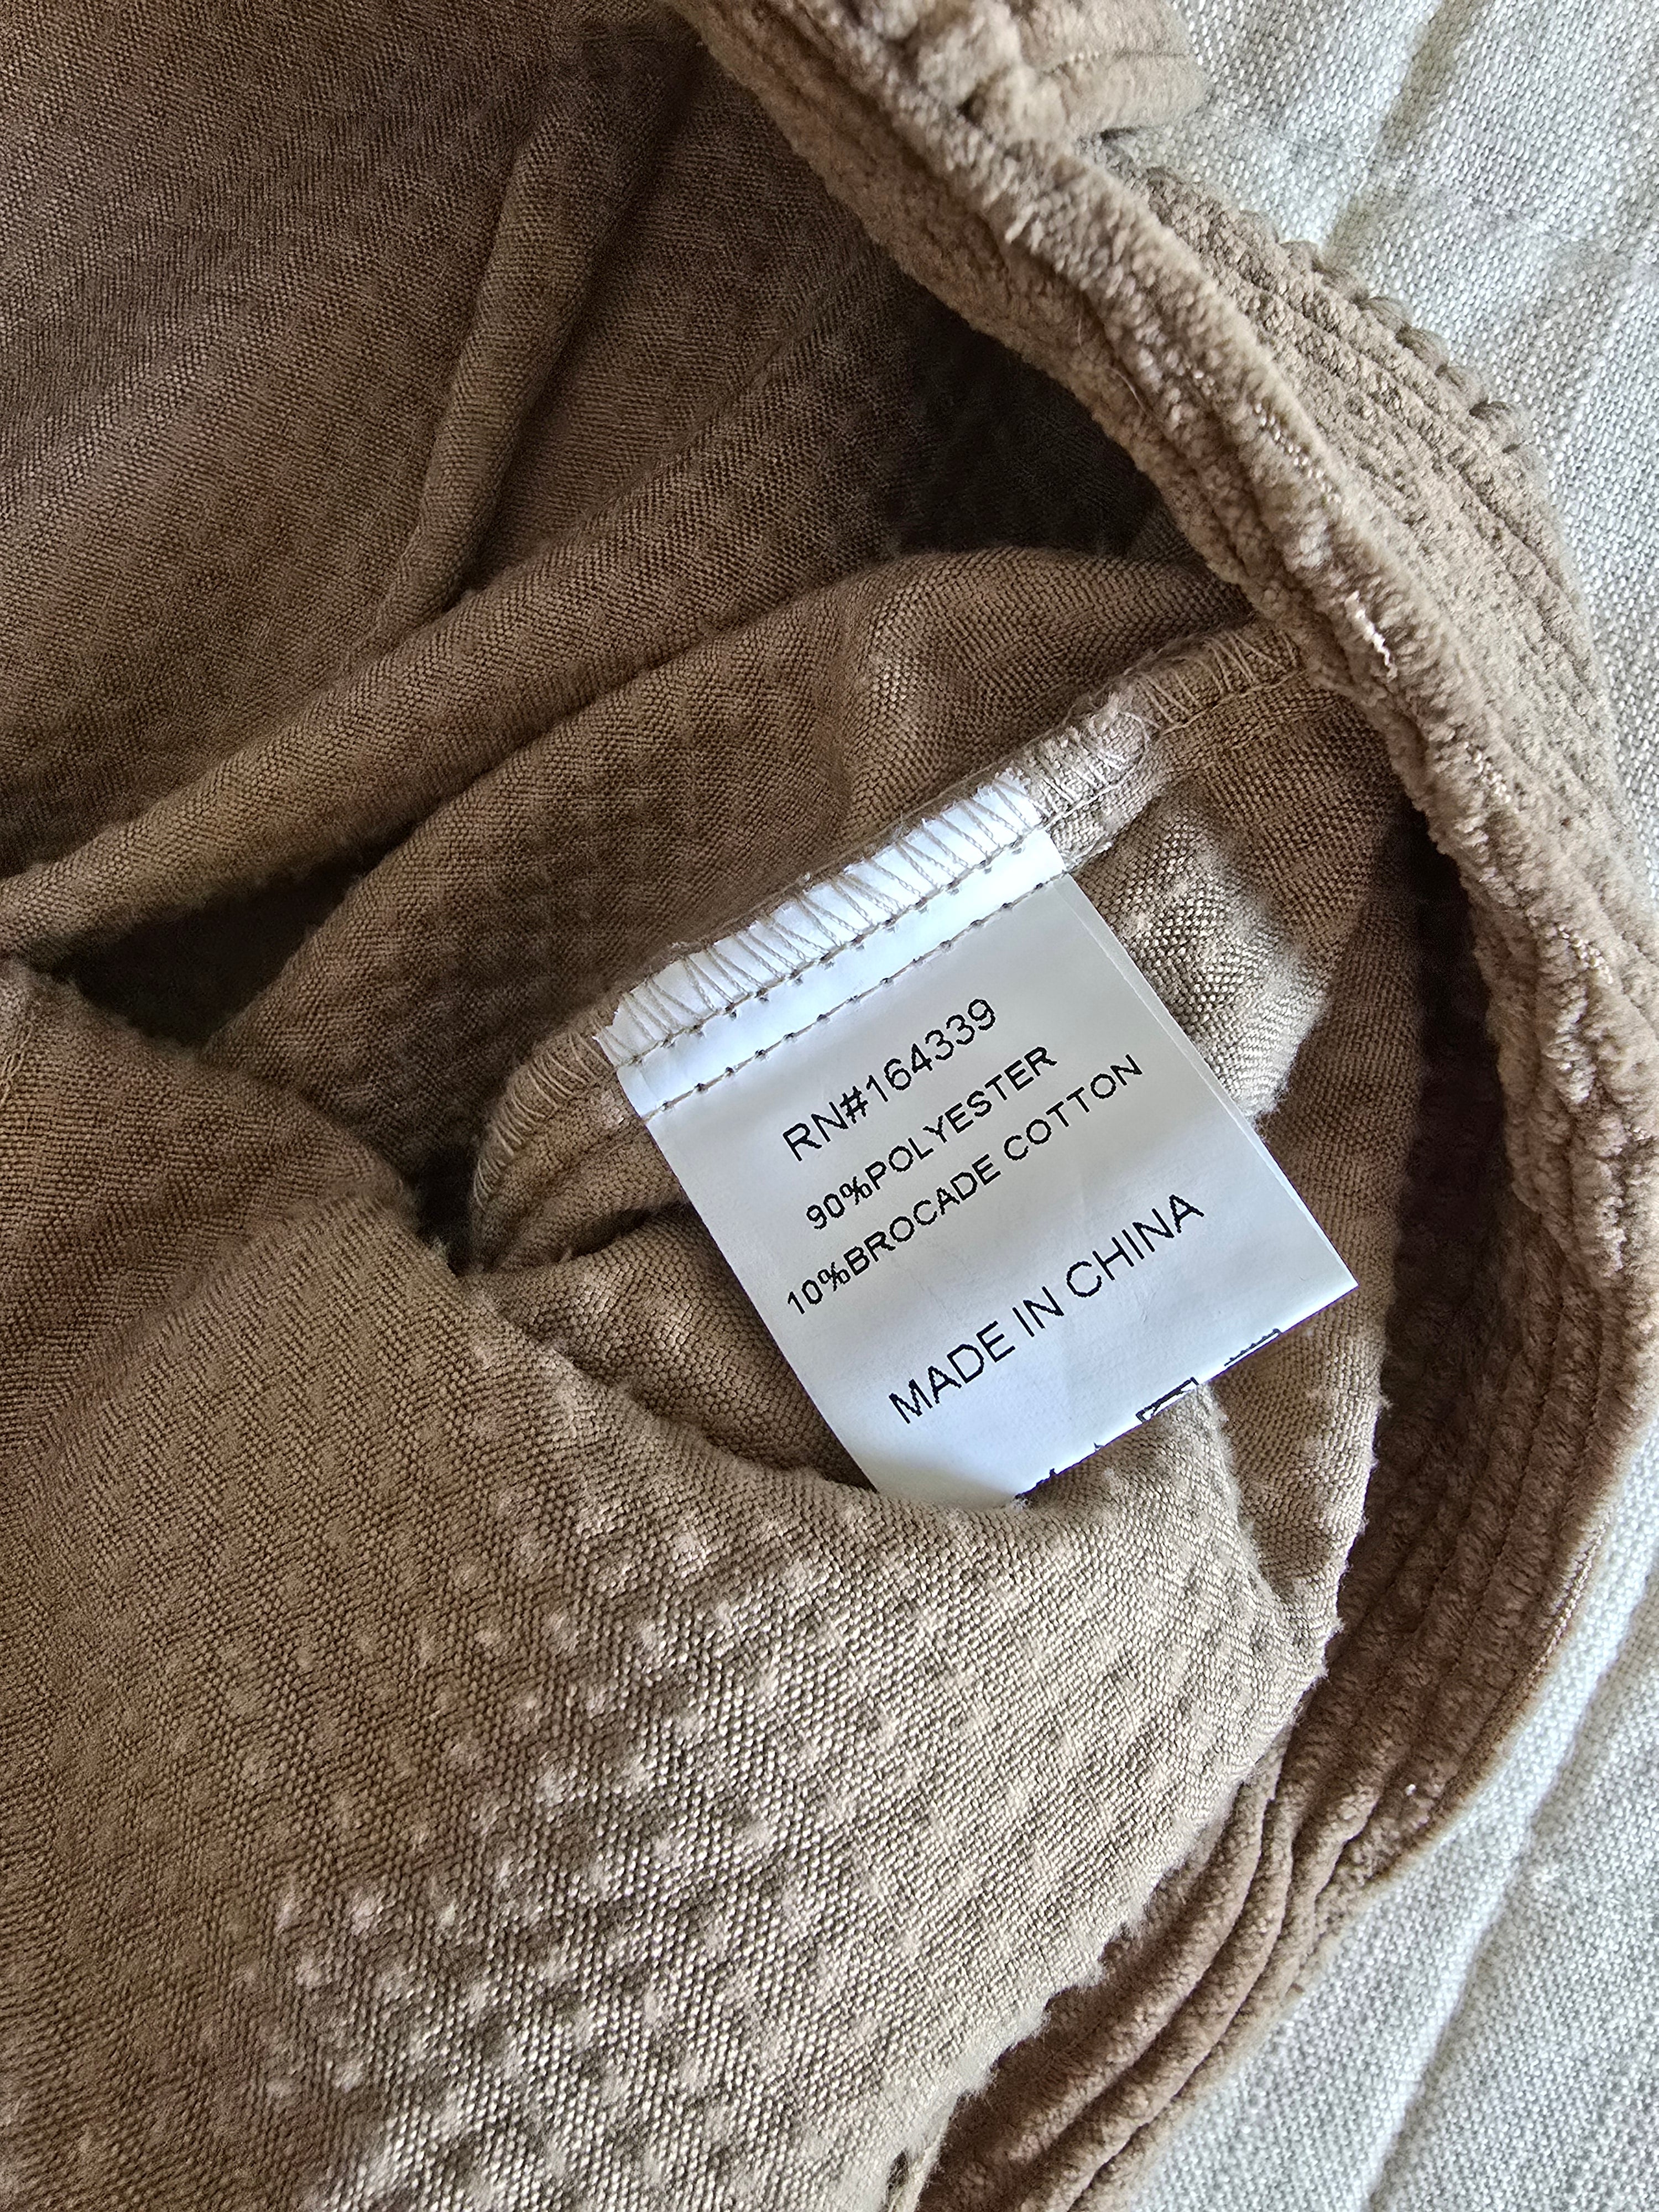 RN#164339
90%POLYESTER
10%BROCADE COTTON
MADE IN CHINA